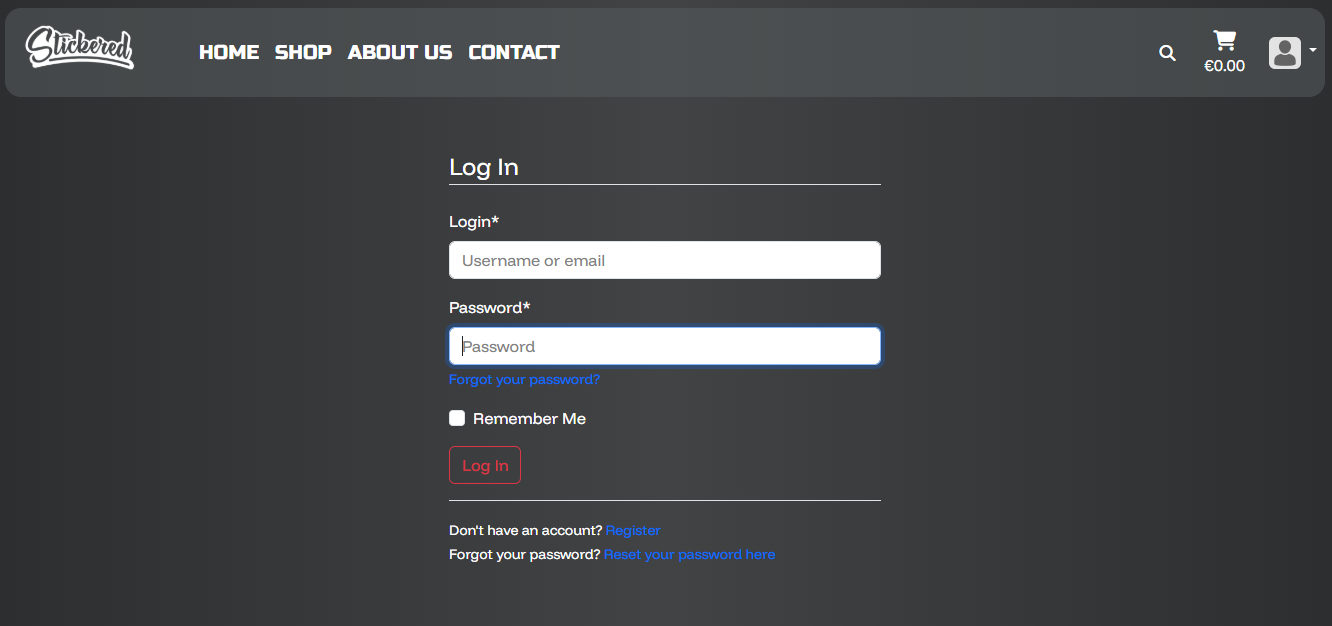 Stickered
HOME SHOP ABOUT US CONTACT
€0.00
Log In
Login*
Username or email
Password*
Password
Forgot your password?
Remember Me
Log In
Don't have an account? Register
Forgot your password? Reset your password here